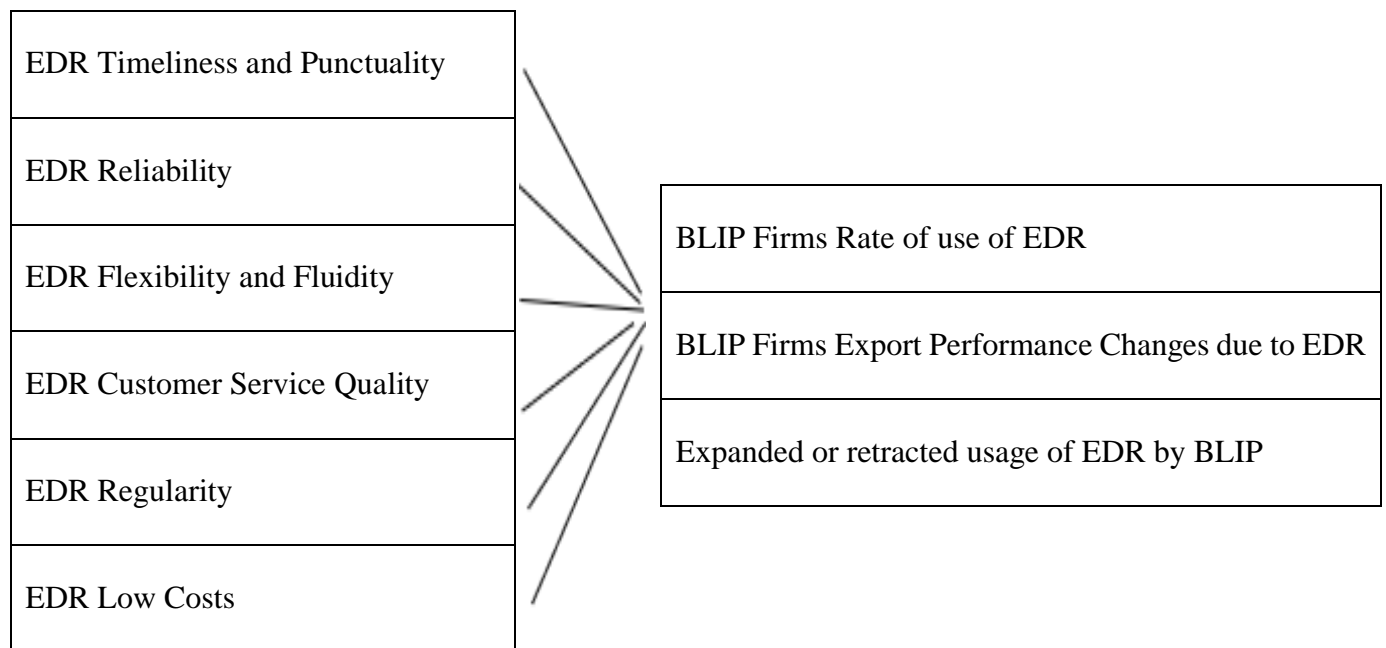 EDR Timeliness and Punctuality
EDR Reliability
EDR Flexibility and Fluidity
EDR Customer Service Quality
EDR Regularity
EDR Low Costs
BLIP Firms Rate of use of EDR
BLIP Firms Export Performance Changes due to EDR
Expanded or retracted usage of EDR by BLIP